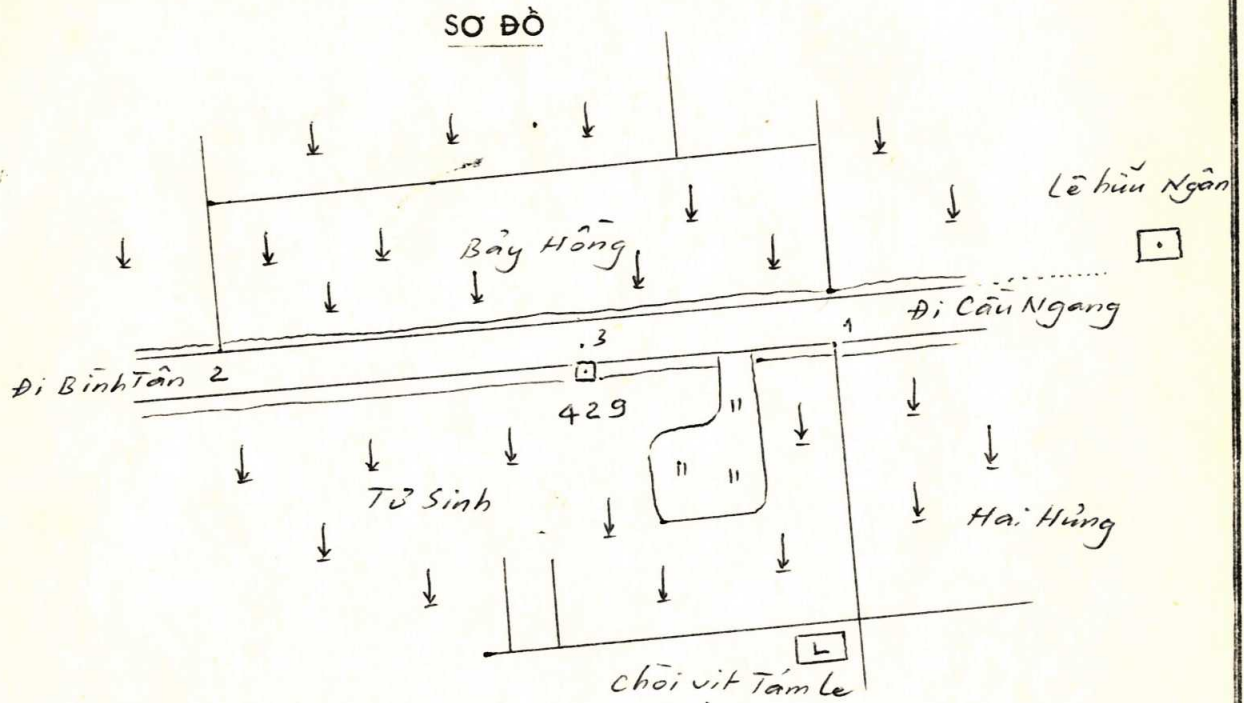 SƠ ĐỒ
Lê hữu Ngân
Bảy Hồng
Đi Cầu Ngang
1
.3
Đi Bình Tân 2
429
Tư Sinh
Hai Hưng
L
Chòi vịt Tám Le